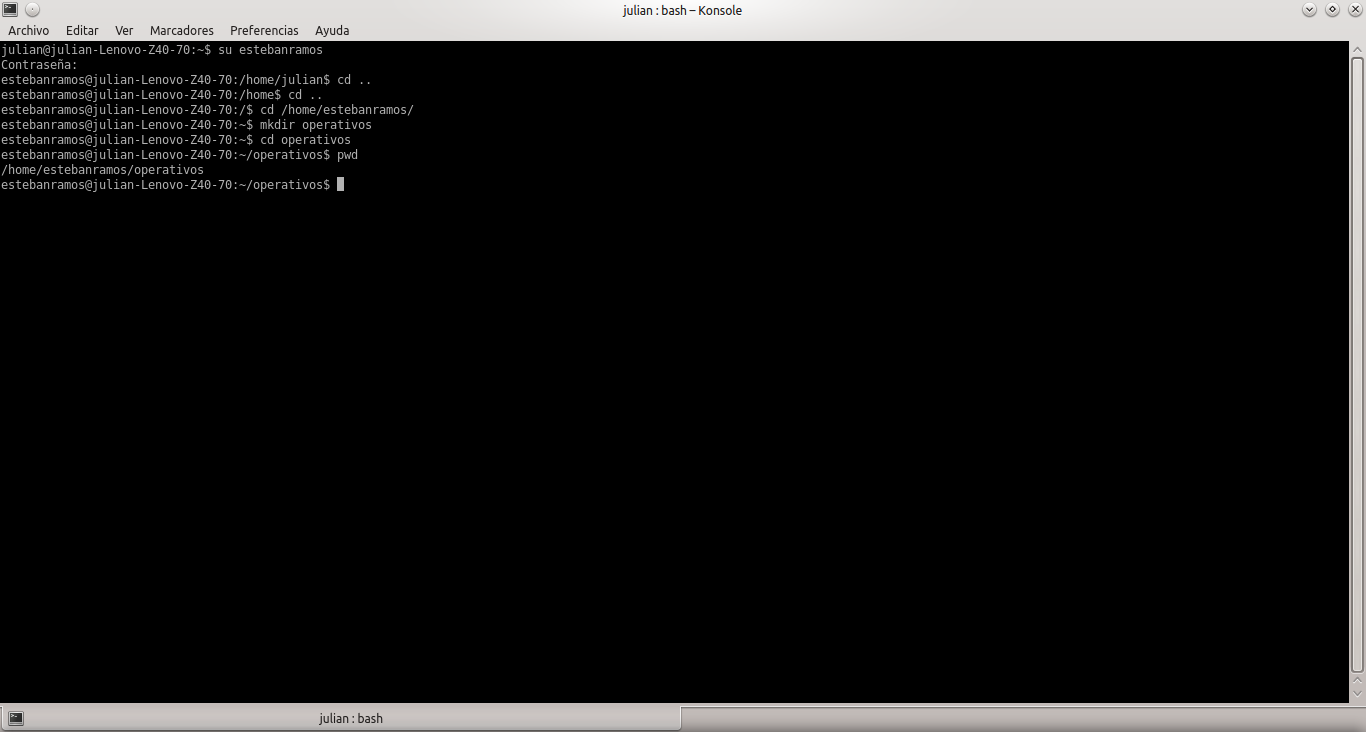 julian : bash – Konsole
Archivo Editar Ver Marcadores Preferencias Ayuda
julian@julian-Lenovo-Z40-70:~$ su estebanramos
Contraseña:
estebanramos@julian-Lenovo-Z40-70:/home/julian$ cd ..
estebanramos@julian-Lenovo-Z40-70:/home$ cd ..
estebanramos@julian-Lenovo-Z40-70:/$ cd /home/estebanramos/
estebanramos@julian-Lenovo-Z40-70:~$ mkdir operativos
estebanramos@julian-Lenovo-Z40-70:~$ cd operativos
estebanramos@julian-Lenovo-Z40-70:~/operativos$ pwd
/home/estebanramos/operativos
estebanramos@julian-Lenovo-Z40-70:~/operativos$
julian : bash